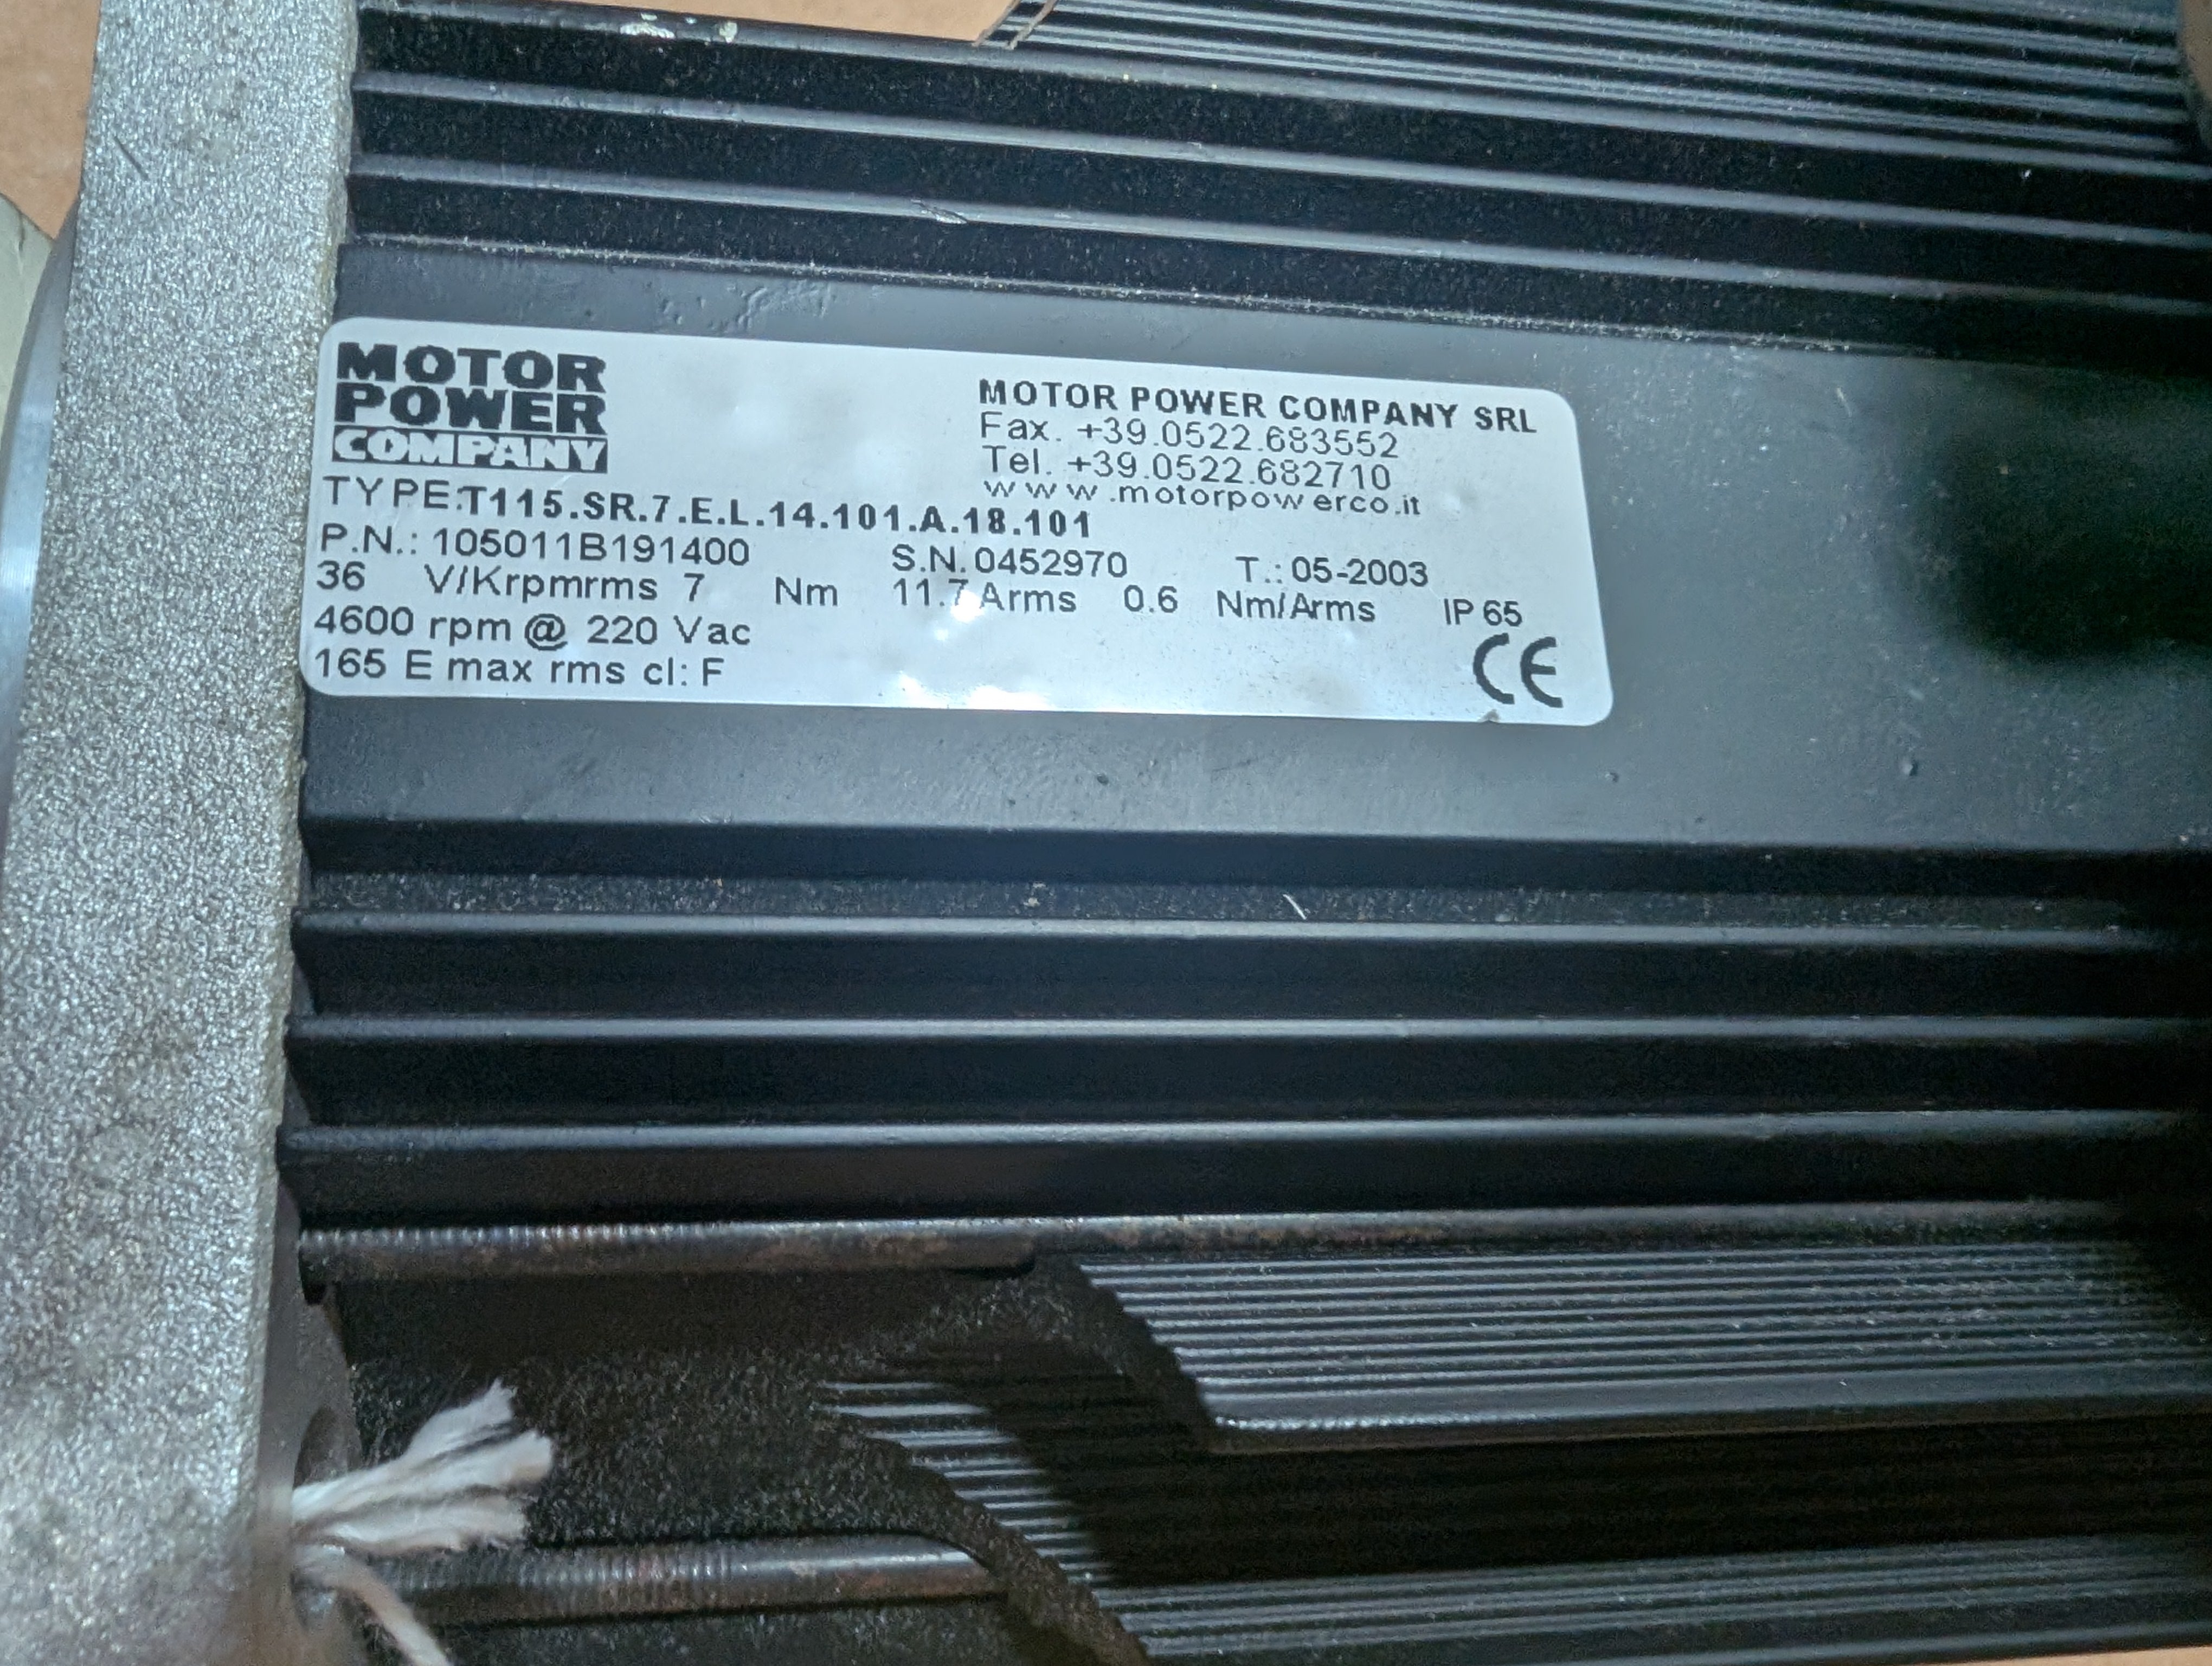 MOTOR
POWER
COMPANY
MOTOR POWER COMPANY SRL
Fax. +39.0522.683552
Tel. +39.0522.682710
www.motorpowerco.it
TYPE:T115.SR.7.E.L.14.101.A.18.101
P.N.: 105011B191400 S.N.0452970 T.: 05-2003
36 V/Krpmrms 7 Nm 11.7 Arms 0.6 Nm/Arms IP 65
4600 rpm @ 220 Vac
165 E max rms cl: F
CE